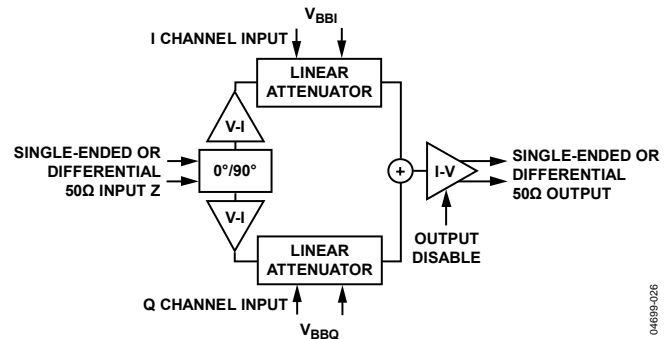 V_BBI
I CHANNEL INPUT
LINEAR
ATTENUATOR
V-I
SINGLE-ENDED OR
DIFFERENTIAL
50Ω INPUT Z
0°/90°
+
I-V
SINGLE-ENDED OR
DIFFERENTIAL
50Ω OUTPUT
V-I
OUTPUT
DISABLE
LINEAR
ATTENUATOR
Q CHANNEL INPUT
V_BBQ
04699-026